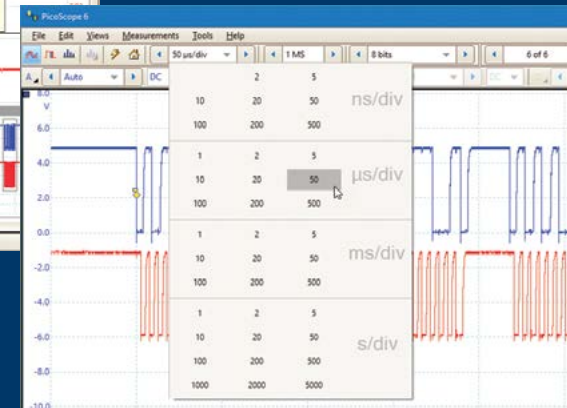 PicoScope 6
File Edit Views Measurements Tools Help
50 µs/div 1 MS 8 bits 6 of 6
A Auto DC DC
8.0
V
6.0
4.0
2.0
0.0
-2.0
-4.0
-6.0
-8.0
-10.0
2 5
10 20 50 ns/div
100 200 500
1 2 5
10 20 50 µs/div
100 200 500
1 2 5
10 20 50 ms/div
100 200 500
1 2 5
10 20 50 s/div
100 200 500
1000 2000 5000